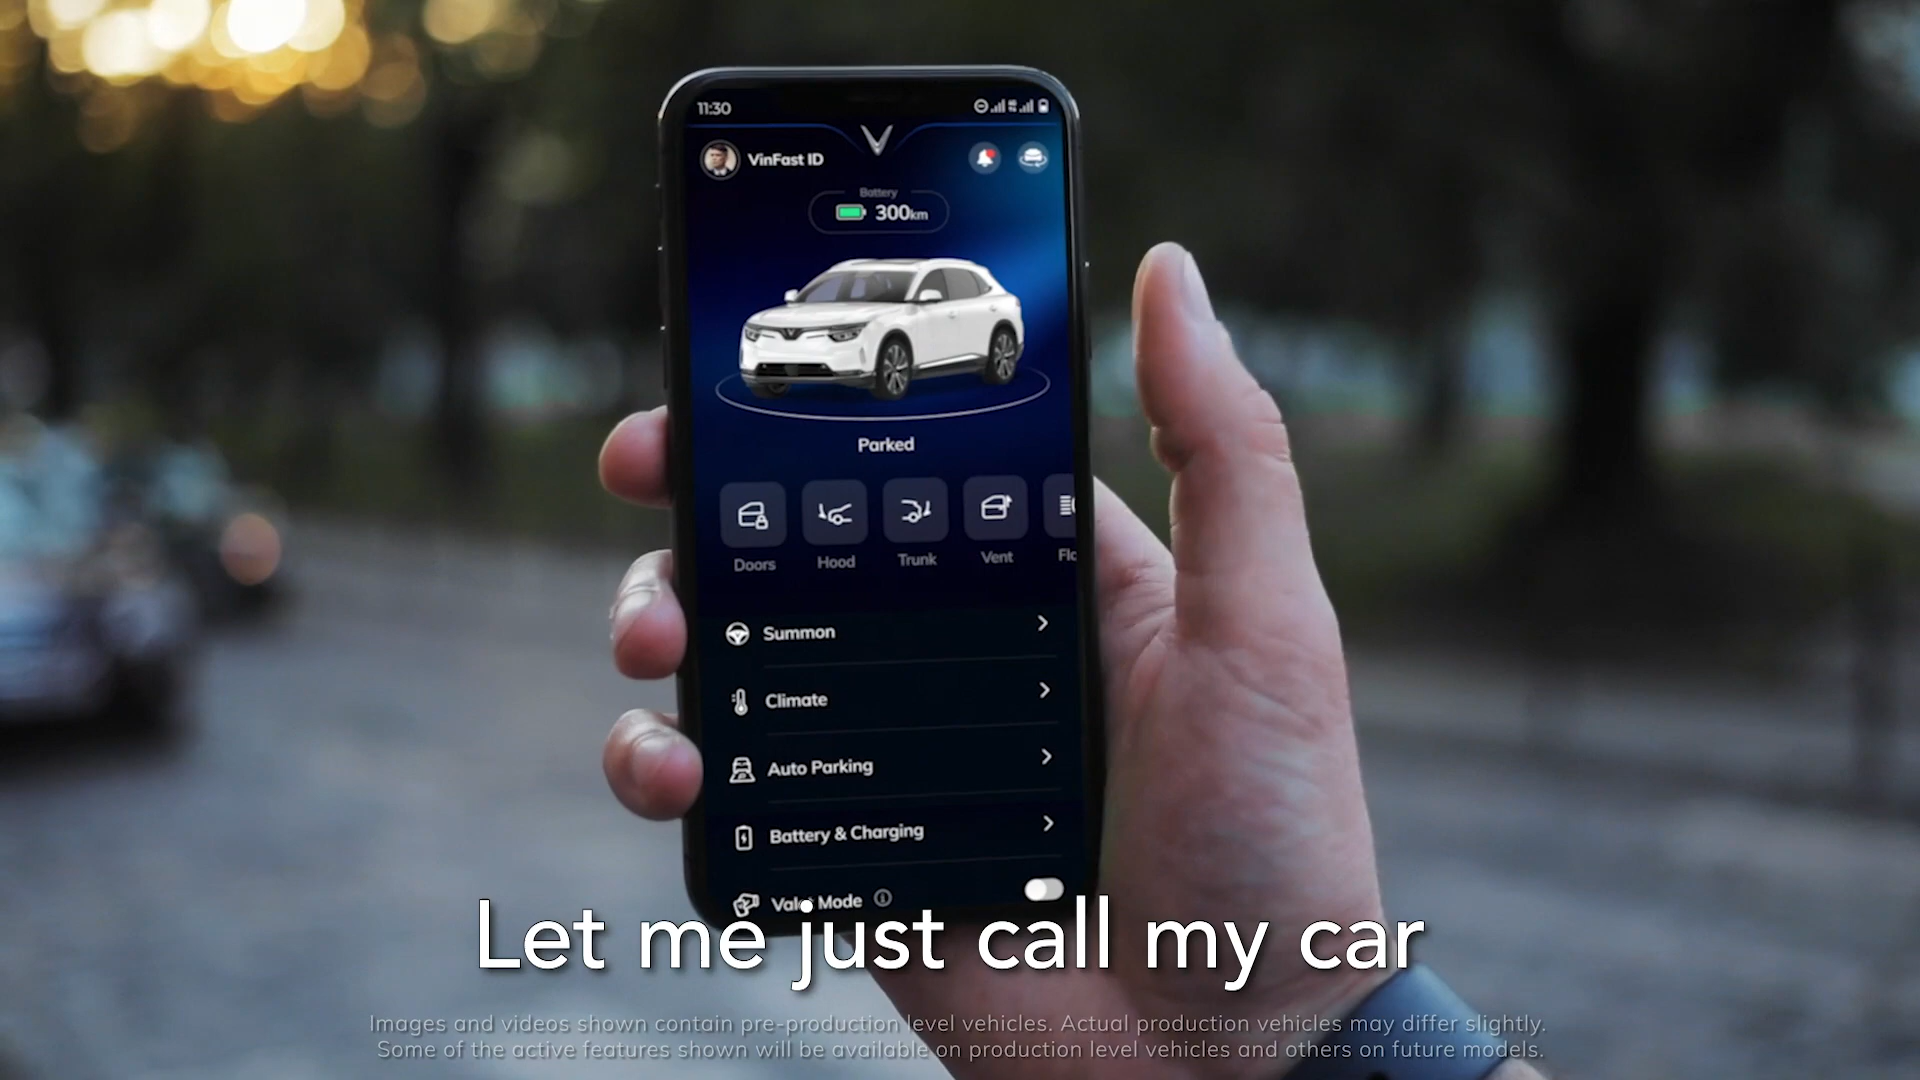 11:30
VinFast ID
Battery
300km
Parked
Doors
Hood
Trunk
Vent
Flo
Summon
Climate
Auto Parking
Battery & Charging
Valet Mode
Let me just call my car
Images and videos shown contain pre-production level vehicles. Actual production vehicles may differ slightly.
Some of the active features shown will be available on production level vehicles and others on future models.